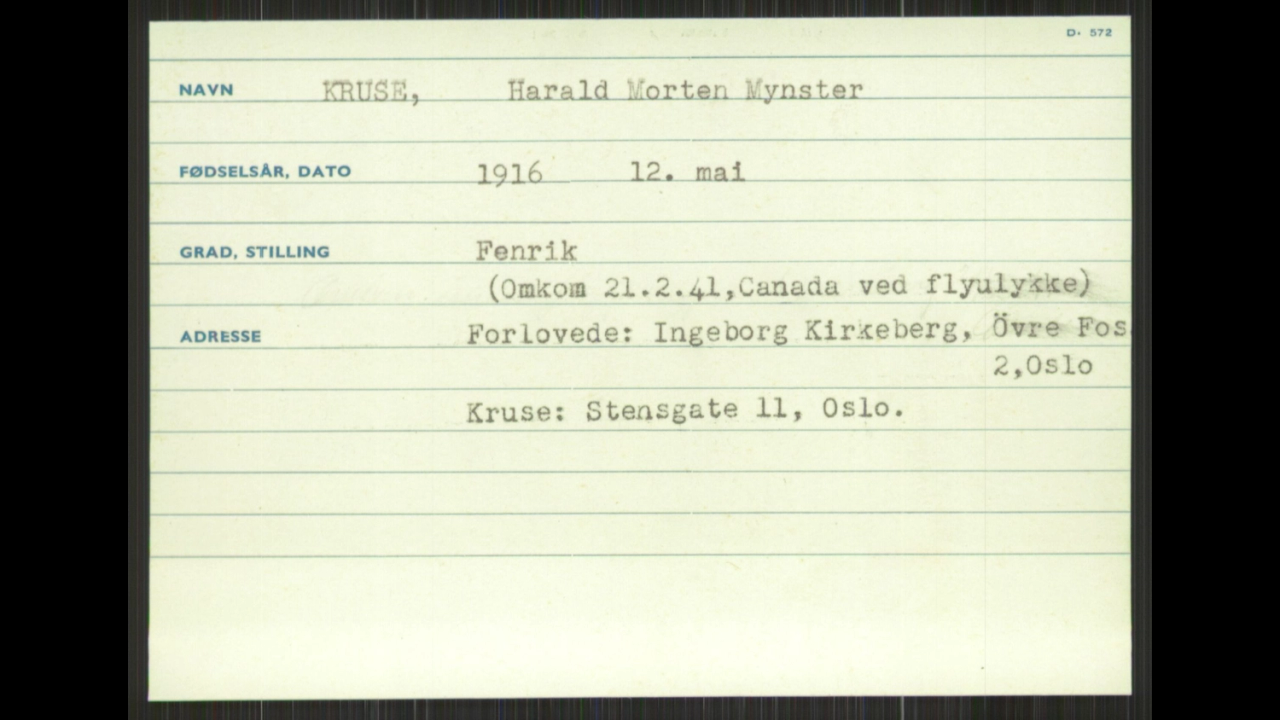 D. 572
NAVN KRUSE, Harald Morten Mynster
FØDSELSÅR, DATO 1916 12. mai
GRAD, STILLING Fenrik
(Omkom 21.2.41,Canada ved flyulykke)
ADRESSE Forlovede: Ingeborg Kirkeberg, Övre Fos
2,Oslo
Kruse: Stensgate 11, Oslo.